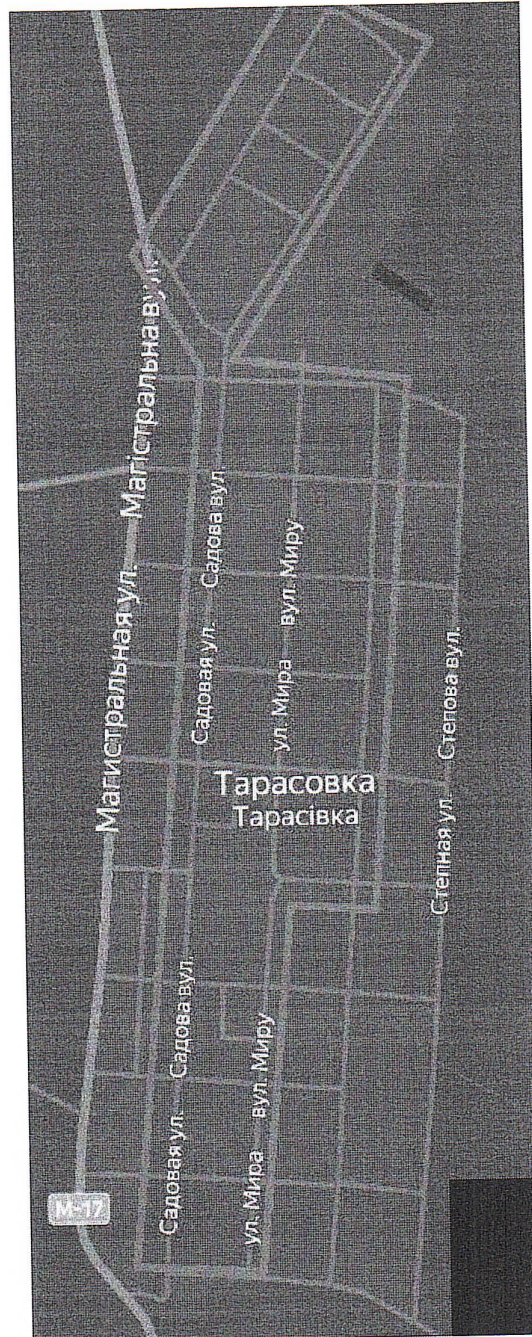 Магистральная ул.
Магістральна вул.
Садовая ул.
Садова вул.
ул. Мира
вул. Миру
Тарасовка
Тарасівка
Степная ул.
Степова вул.
Садовая ул.
Садова вул.
ул. Мира
вул. Миру
М-17